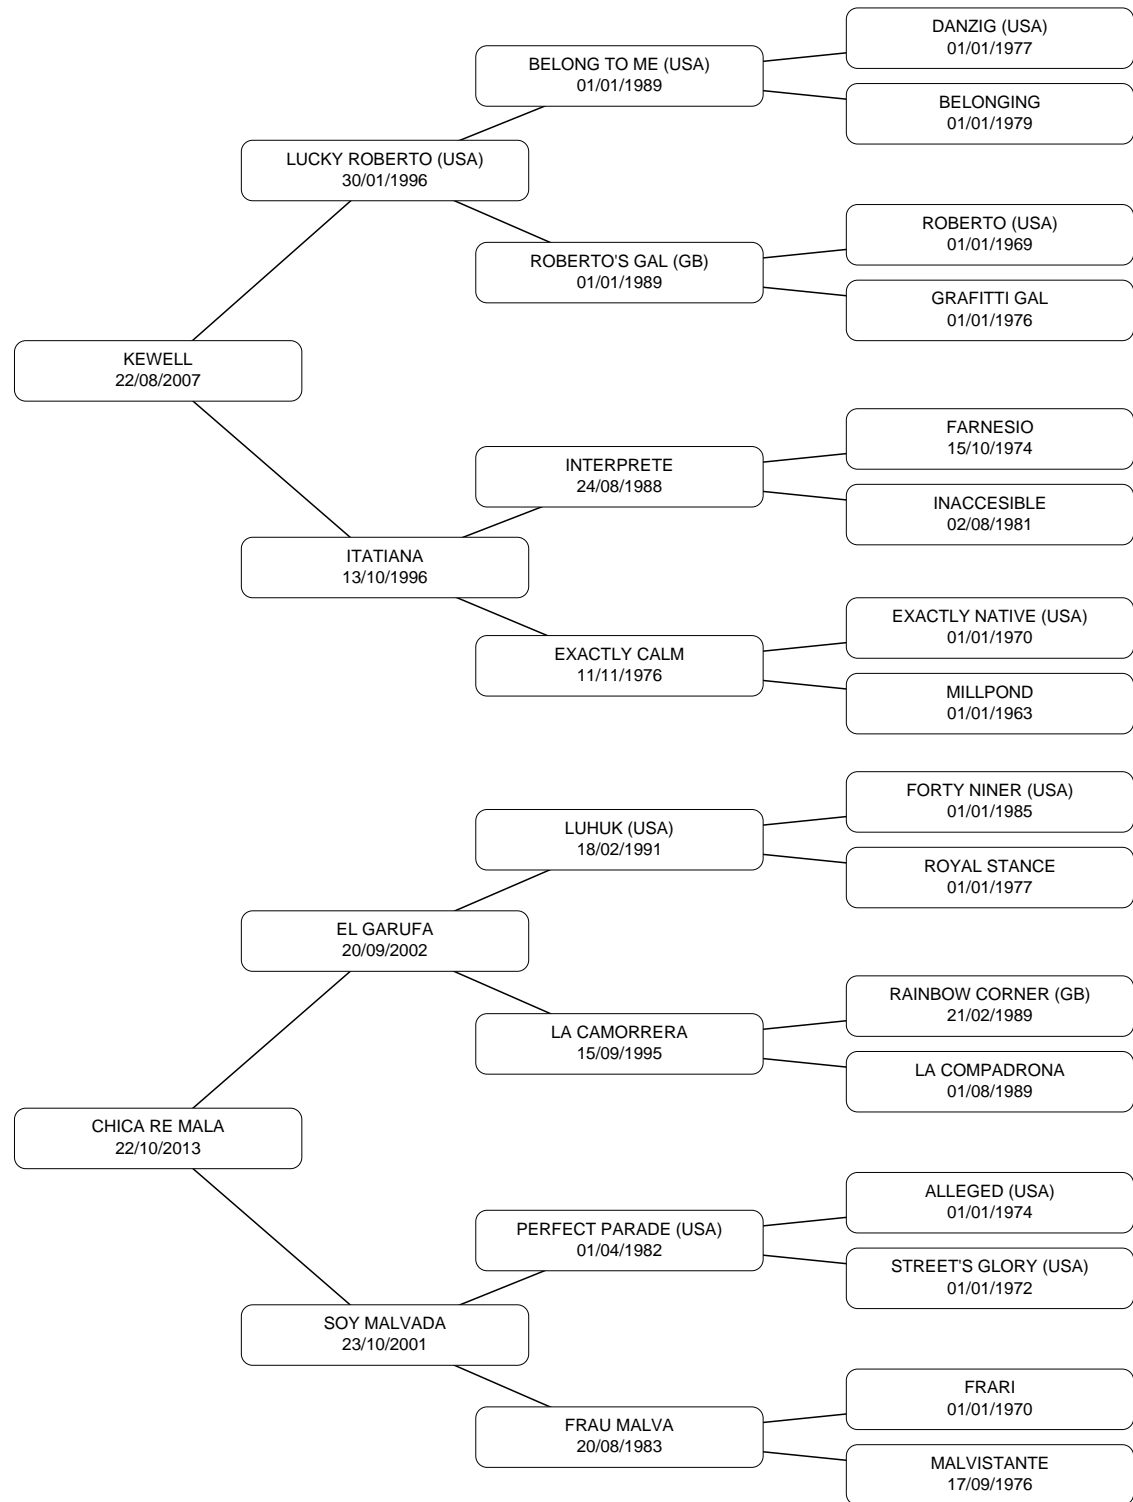 DANZIG (USA)
01/01/1977
BELONG TO ME (USA)
01/01/1989
BELONGING
01/01/1979
LUCKY ROBERTO (USA)
30/01/1996
ROBERTO (USA)
01/01/1969
ROBERTO'S GAL (GB)
01/01/1989
GRAFITTI GAL
01/01/1976
KEWELL
22/08/2007
FARNESIO
15/10/1974
INTERPRETE
24/08/1988
INACCESIBLE
02/08/1981
ITATIANA
13/10/1996
EXACTLY NATIVE (USA)
01/01/1970
EXACTLY CALM
11/11/1976
MILLPOND
01/01/1963
FORTY NINER (USA)
01/01/1985
LUHUK (USA)
18/02/1991
ROYAL STANCE
01/01/1977
EL GARUFA
20/09/2002
RAINBOW CORNER (GB)
21/02/1989
LA CAMORRERA
15/09/1995
LA COMPADRONA
01/08/1989
CHICA RE MALA
22/10/2013
ALLEGED (USA)
01/01/1974
PERFECT PARADE (USA)
01/04/1982
STREET'S GLORY (USA)
01/01/1972
SOY MALVADA
23/10/2001
FRARI
01/01/1970
FRAU MALVA
20/08/1983
MALVISTANTE
17/09/1976